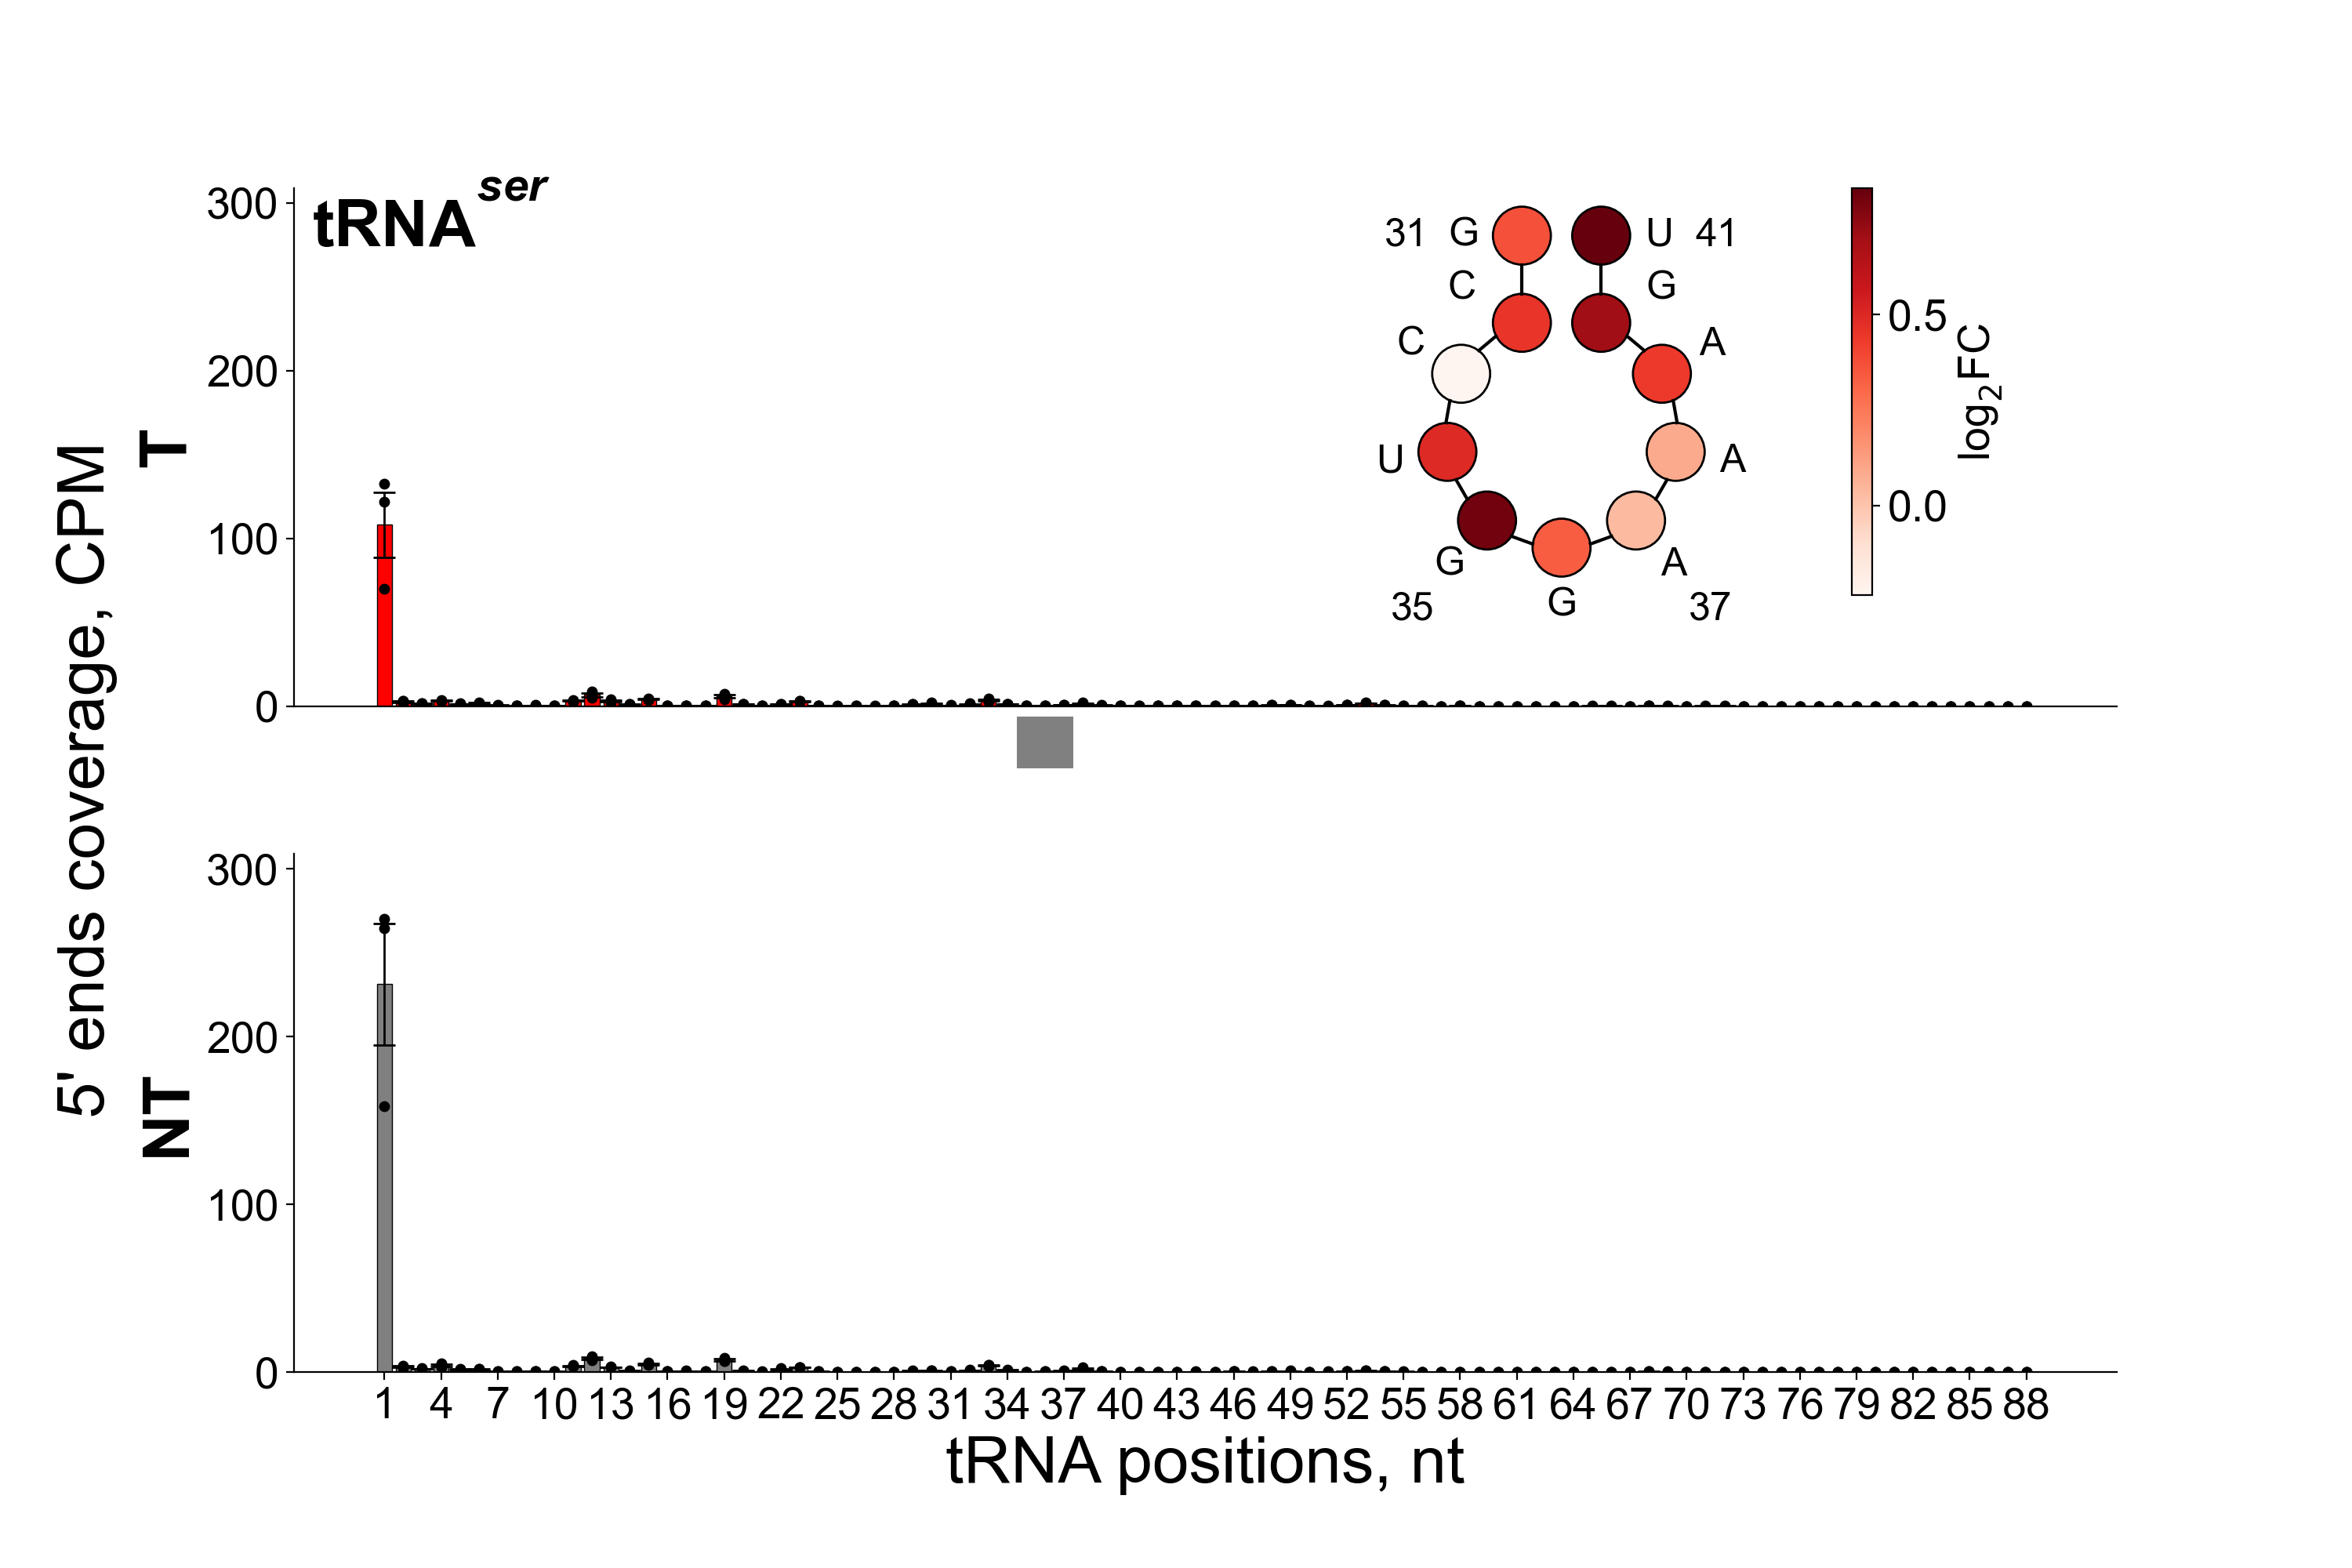 tRNA^ser
5' ends coverage, CPM
T
300
200
100
0
31 G U 41
C G
C A
U A
G A
35 G 37
0.5
0.0
log₂FC
NT
300
200
100
0
1 4 7 10 13 16 19 22 25 28 31 34 37 40 43 46 49 52 55 58 61 64 67 70 73 76 79 82 85 88
tRNA positions, nt